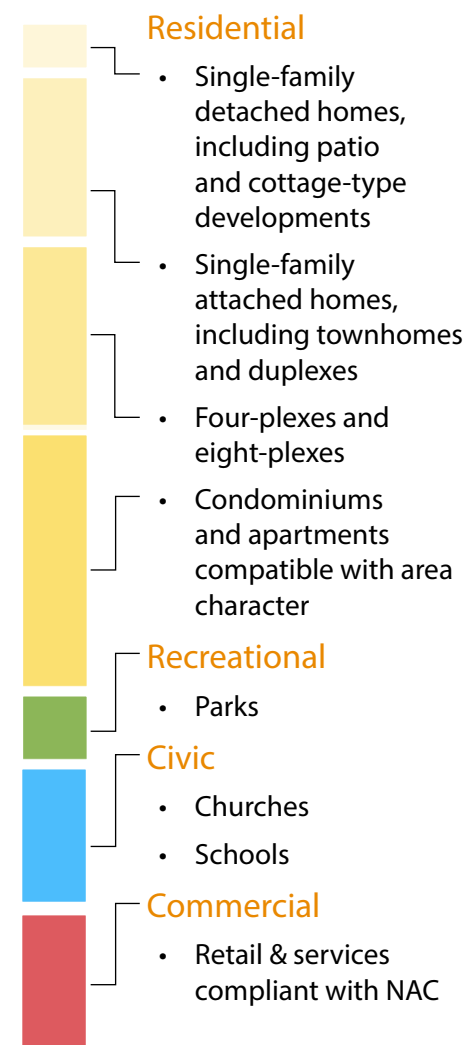 Residential
• Single-family
detached homes,
including patio
and cottage-type
developments
• Single-family
attached homes,
including townhomes
and duplexes
• Four-plexes and
eight-plexes
• Condominiums
and apartments
compatible with area
character
Recreational
• Parks
Civic
• Churches
• Schools
Commercial
• Retail & services
compliant with NAC